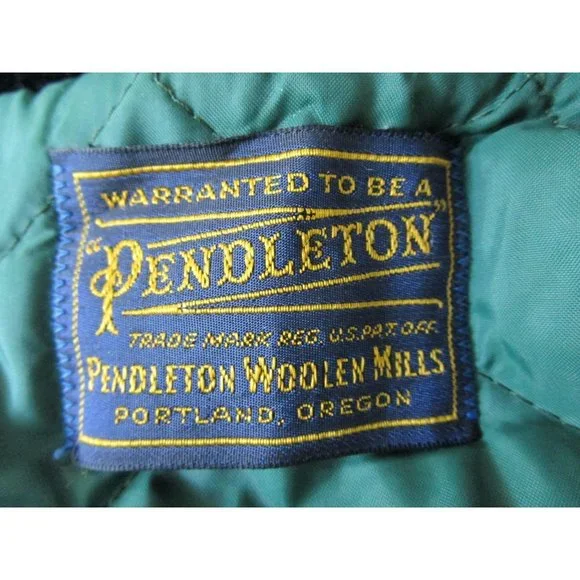 WARRANTED TO BE A
"PENDLETON"
TRADE MARK REG. U.S. PAT. OFF.
PENDLETON WOOLEN MILLS
PORTLAND, OREGON